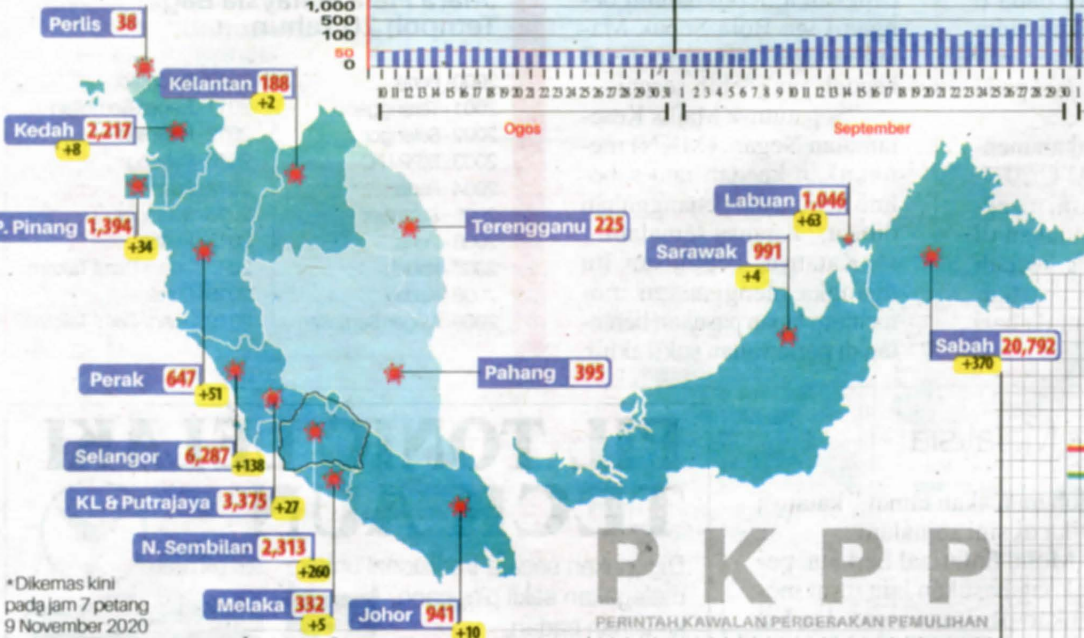 1,000
500
100
50
0
10 11 12 13 14 15 16 17 18 19 20 21 22 23 24 25 26 27 28 29 30 31 1 2 3 4 5 6 7 8 9 10 11 12 13 14 15 16 17 18 19 20 21 22 23 24 25 26 27 28 29 30 1
Ogos
September
Perlis 38
Kelantan 188
+2
Kedah 2,217
+8
P. Pinang 1,394
+34
Terengganu 225
Labuan 1,046
+63
Sarawak 991
+4
Sabah 20,792
+370
Perak 647
+51
Pahang 395
Selangor 6,287
+138
KL & Putrajaya 3,375
+27
N. Sembilan 2,313
+260
Melaka 332
+5
Johor 941
+10
*Dikemas kini
pada jam 7 petang
9 November 2020
PKPP
PERINTAH KAWALAN PERGERAKAN PEMULIHAN